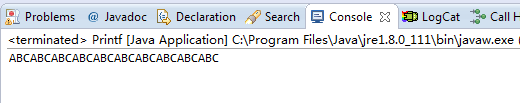 Problems @ Javadoc Declaration Search Console LogCat Call H
<terminated> Printf [Java Application] C:\Program Files\Java\jre1.8.0_111\bin\javaw.exe (
ABCABCABCABCABCABCABCABCABCABC